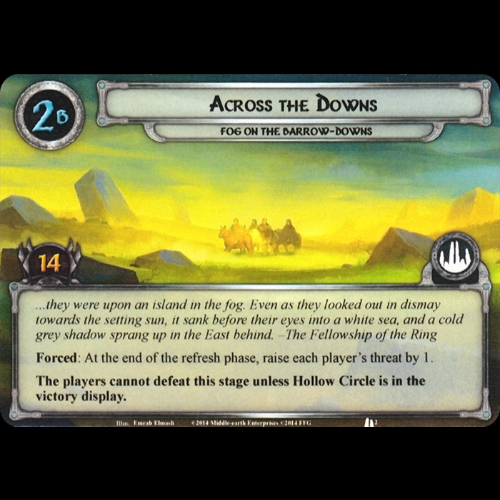 2B
ACROSS THE DOWNS
FOG ON THE BARROW-DOWNS
14
...they were upon an island in the fog. Even as they looked out in dismay
towards the setting sun, it sank before their eyes into a white sea, and a cold
grey shadow sprang up in the East behind. –The Fellowship of the Ring
Forced: At the end of the refresh phase, raise each player's threat by 1.
The players cannot defeat this stage unless Hollow Circle is in the
victory display.
Illus. Emrah Elmasli ©2014 Middle-earth Enterprises ©2014 FFG
2